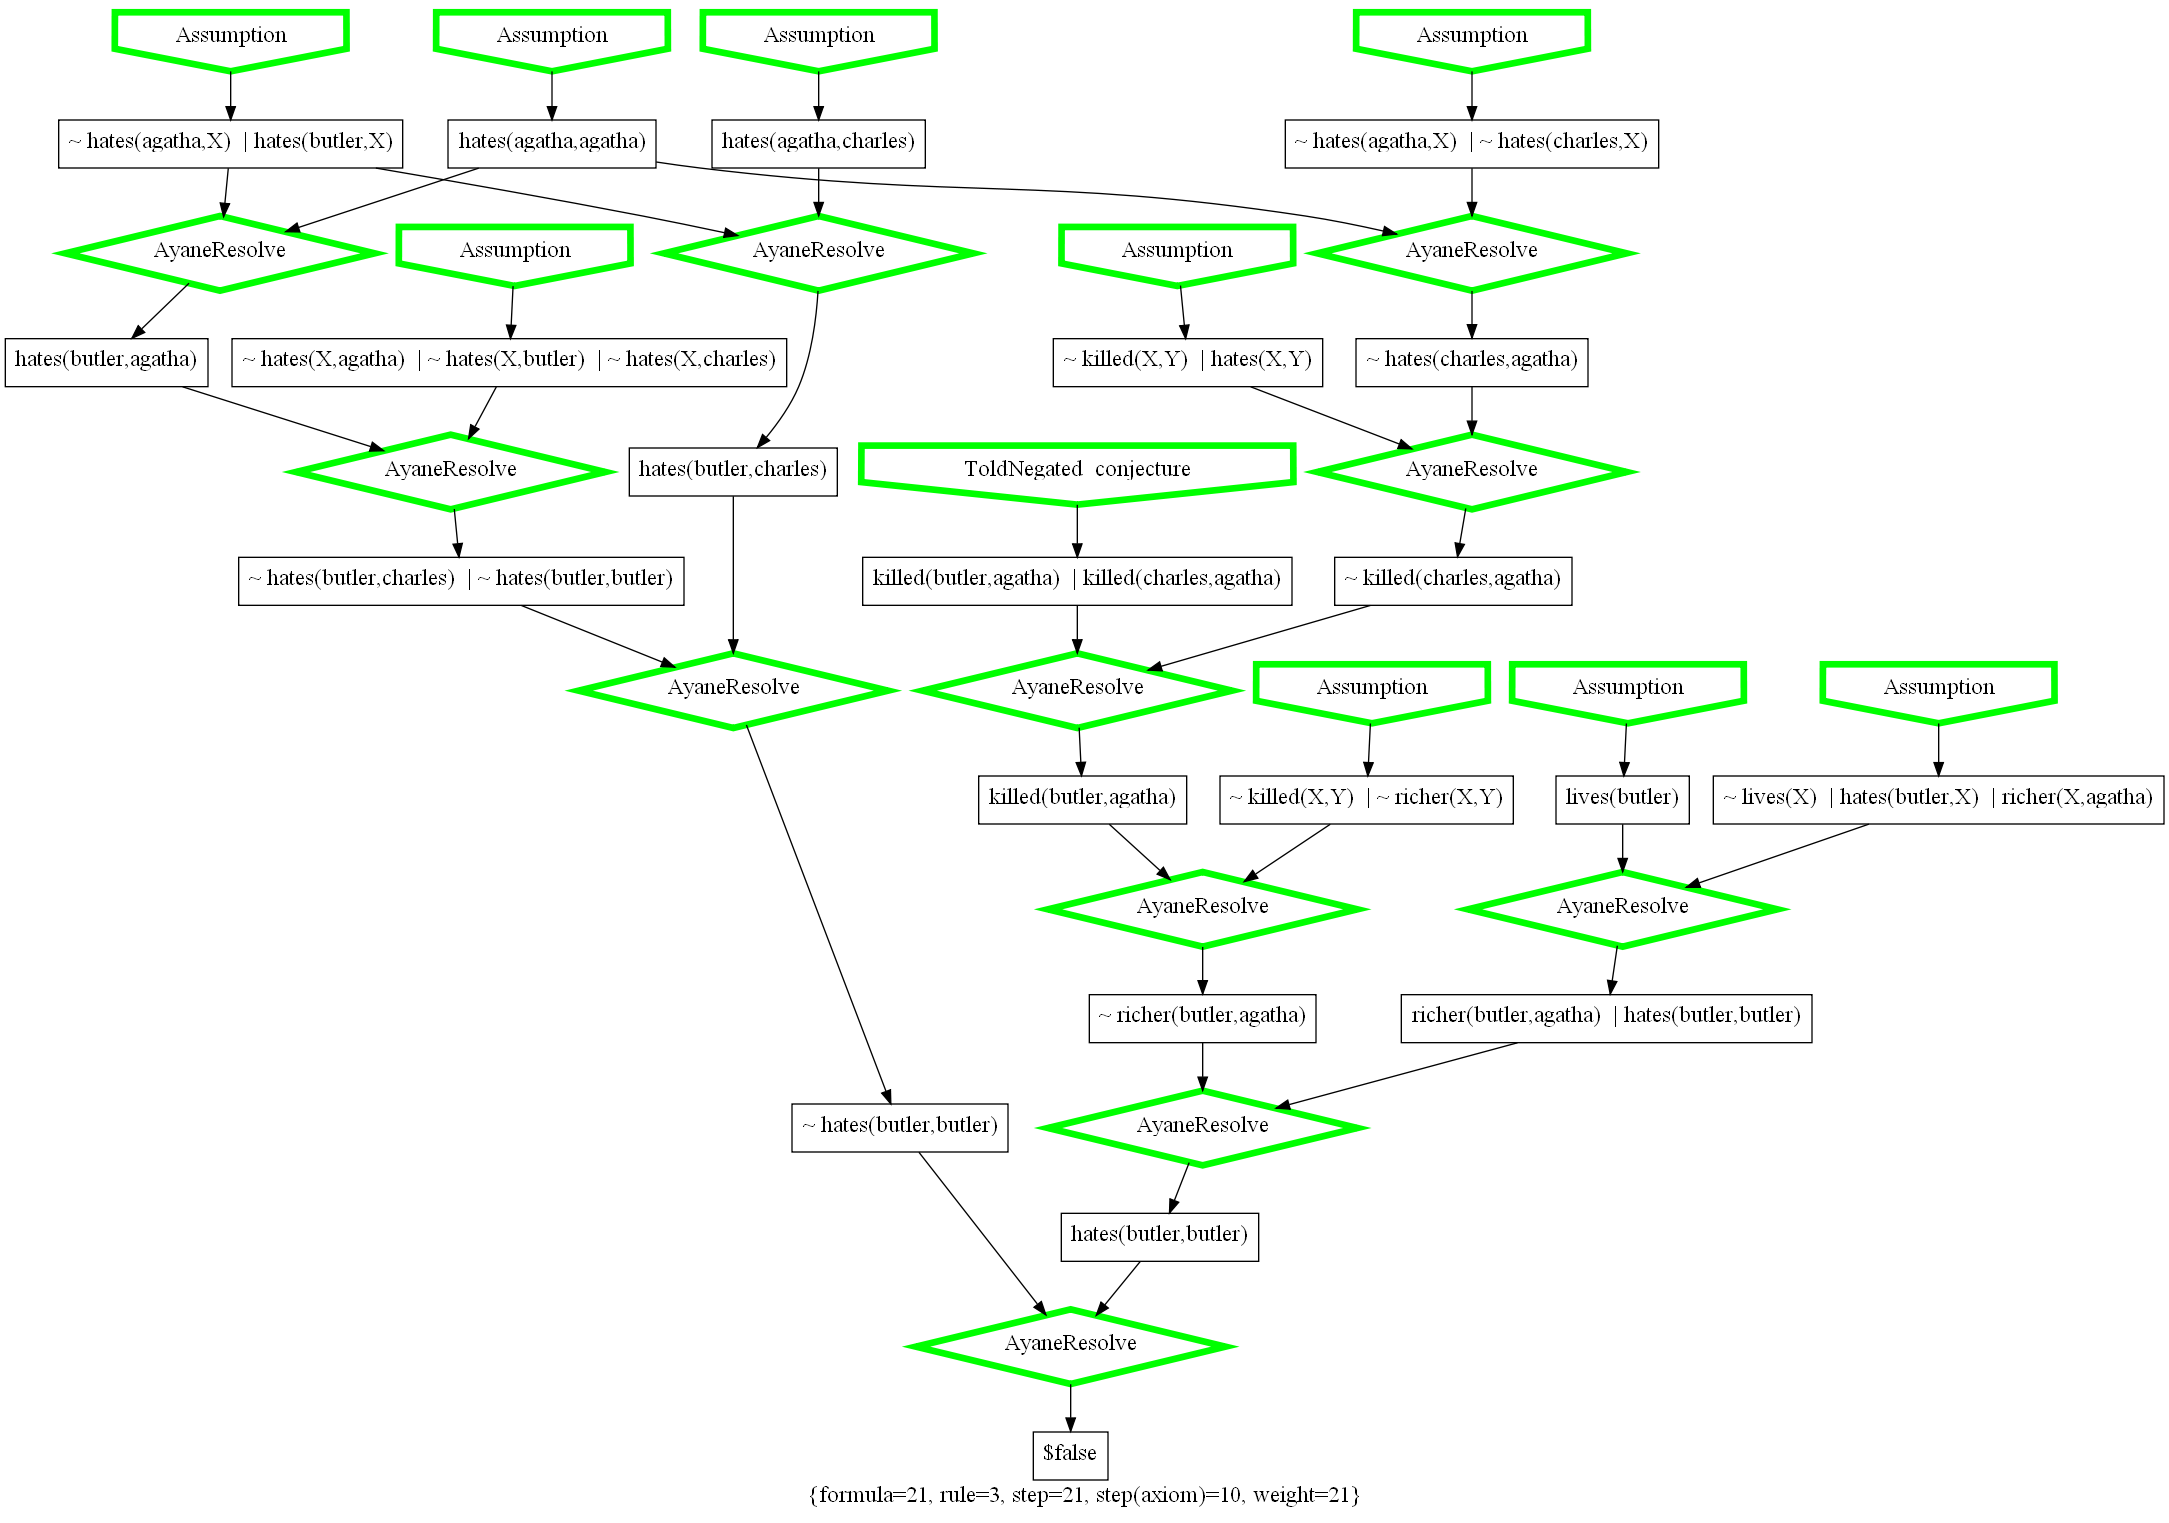 Assumption
Assumption
Assumption
Assumption
~ hates(agatha,X) | hates(butler,X)
hates(agatha,agatha)
hates(agatha,charles)
~ hates(agatha,X) | ~ hates(charles,X)
AyaneResolve
Assumption
AyaneResolve
Assumption
AyaneResolve
hates(butler,agatha)
~ hates(X,agatha) | ~ hates(X,butler) | ~ hates(X,charles)
~ killed(X,Y) | hates(X,Y)
~ hates(charles,agatha)
AyaneResolve
hates(butler,charles)
ToldNegated conjecture
AyaneResolve
~ hates(butler,charles) | ~ hates(butler,butler)
killed(butler,agatha) | killed(charles,agatha)
~ killed(charles,agatha)
AyaneResolve
AyaneResolve
Assumption
Assumption
Assumption
killed(butler,agatha)
~ killed(X,Y) | ~ richer(X,Y)
lives(butler)
~ lives(X) | hates(butler,X) | richer(X,agatha)
AyaneResolve
AyaneResolve
~ richer(butler,agatha)
richer(butler,agatha) | hates(butler,butler)
~ hates(butler,butler)
AyaneResolve
hates(butler,butler)
AyaneResolve
$false
{formula=21, rule=3, step=21, step(axiom)=10, weight=21}